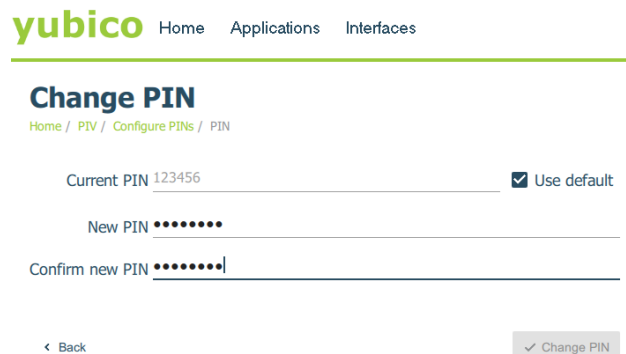 yubico Home Applications Interfaces
Change PIN
Home / PIV / Configure PINs / PIN
Current PIN 123456 Use default
New PIN ••••••••
Confirm new PIN ••••••••
‹ Back ✓ Change PIN